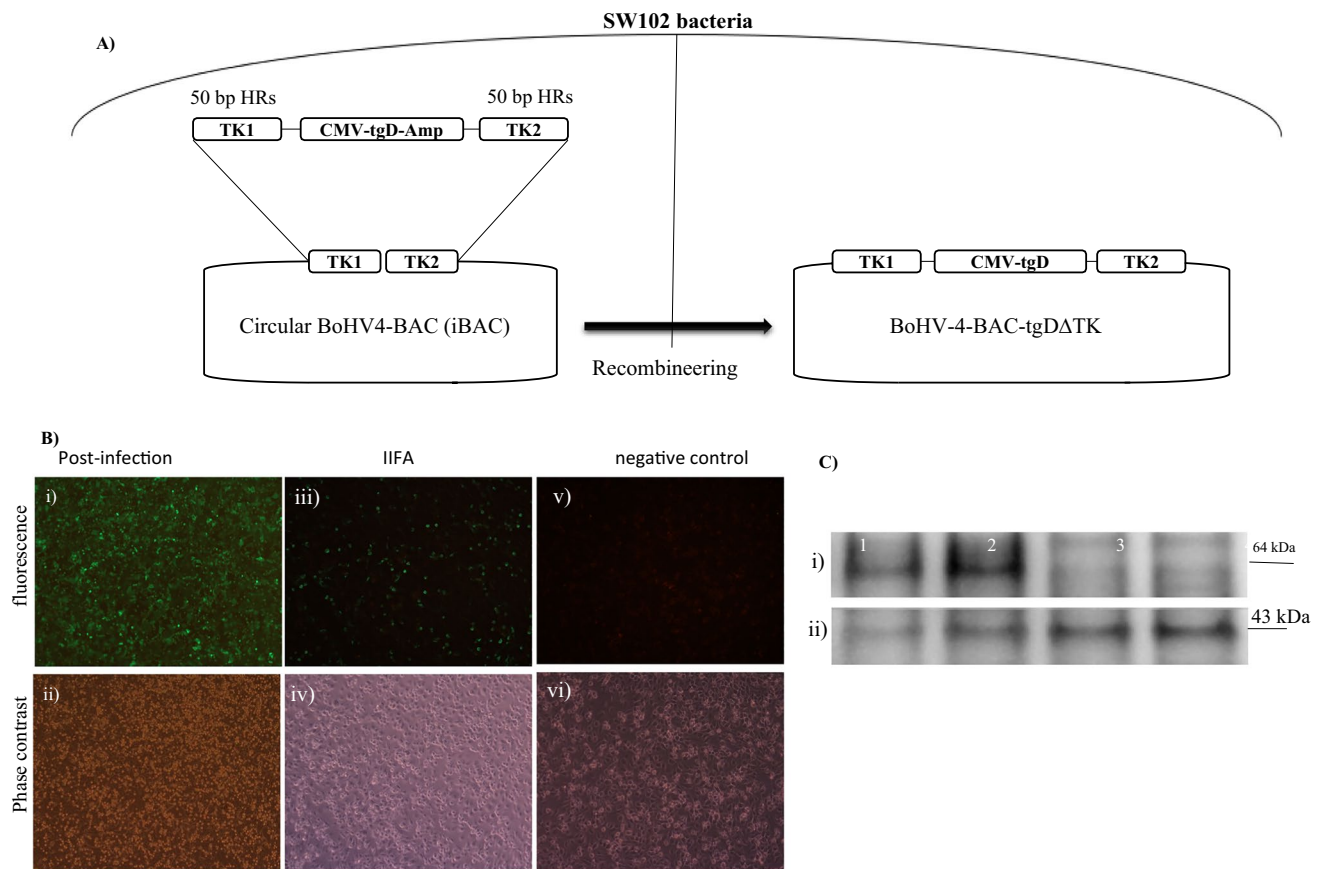 SW102 bacteria
A)
50 bp HRs
50 bp HRs
TK1
CMV-tgD-Amp
TK2
TK1
TK2
TK1
CMV-tgD
TK2
Circular BoHV4-BAC (iBAC)
BoHV-4-BAC-tgDΔTK
Recombineering
B)
Post-infection
IIFA
negative control
fluorescence
i)
iii)
v)
Phase contrast
ii)
iv)
vi)
C)
i)
1
2
3
64 kDa
ii)
43 kDa